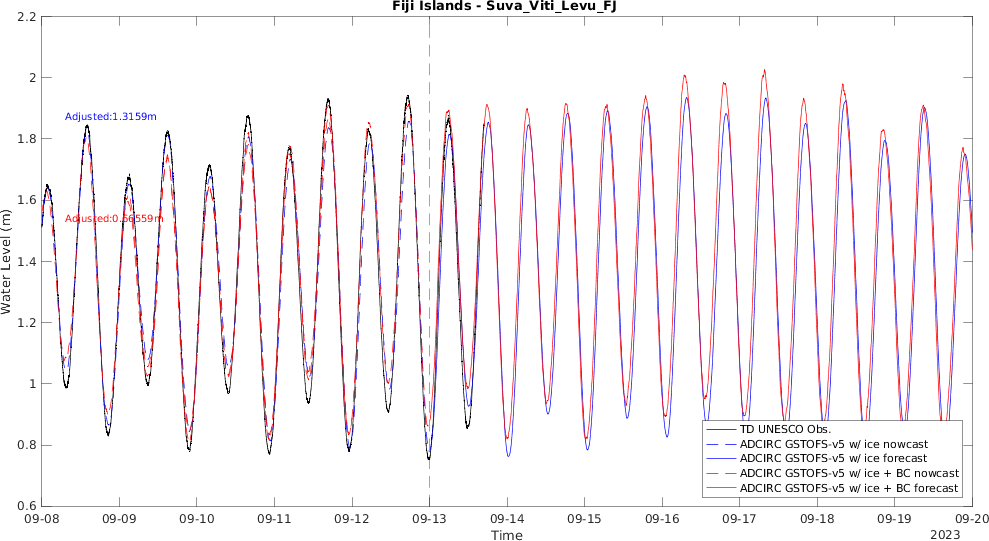 Fiji Islands - Suva_Viti_Levu_FJ
2.2
2
1.8
1.6
1.4
1.2
1
0.8
0.6
Water Level (m)
Adjusted:1.3159m
Adjusted:0.66559m
TD UNESCO Obs.
ADCIRC GSTOFS-v5 w/ ice nowcast
ADCIRC GSTOFS-v5 w/ ice forecast
ADCIRC GSTOFS-v5 w/ ice + BC nowcast
ADCIRC GSTOFS-v5 w/ ice + BC forecast
09-08 09-09 09-10 09-11 09-12 09-13 09-14 09-15 09-16 09-17 09-18 09-19 09-20
Time
2023